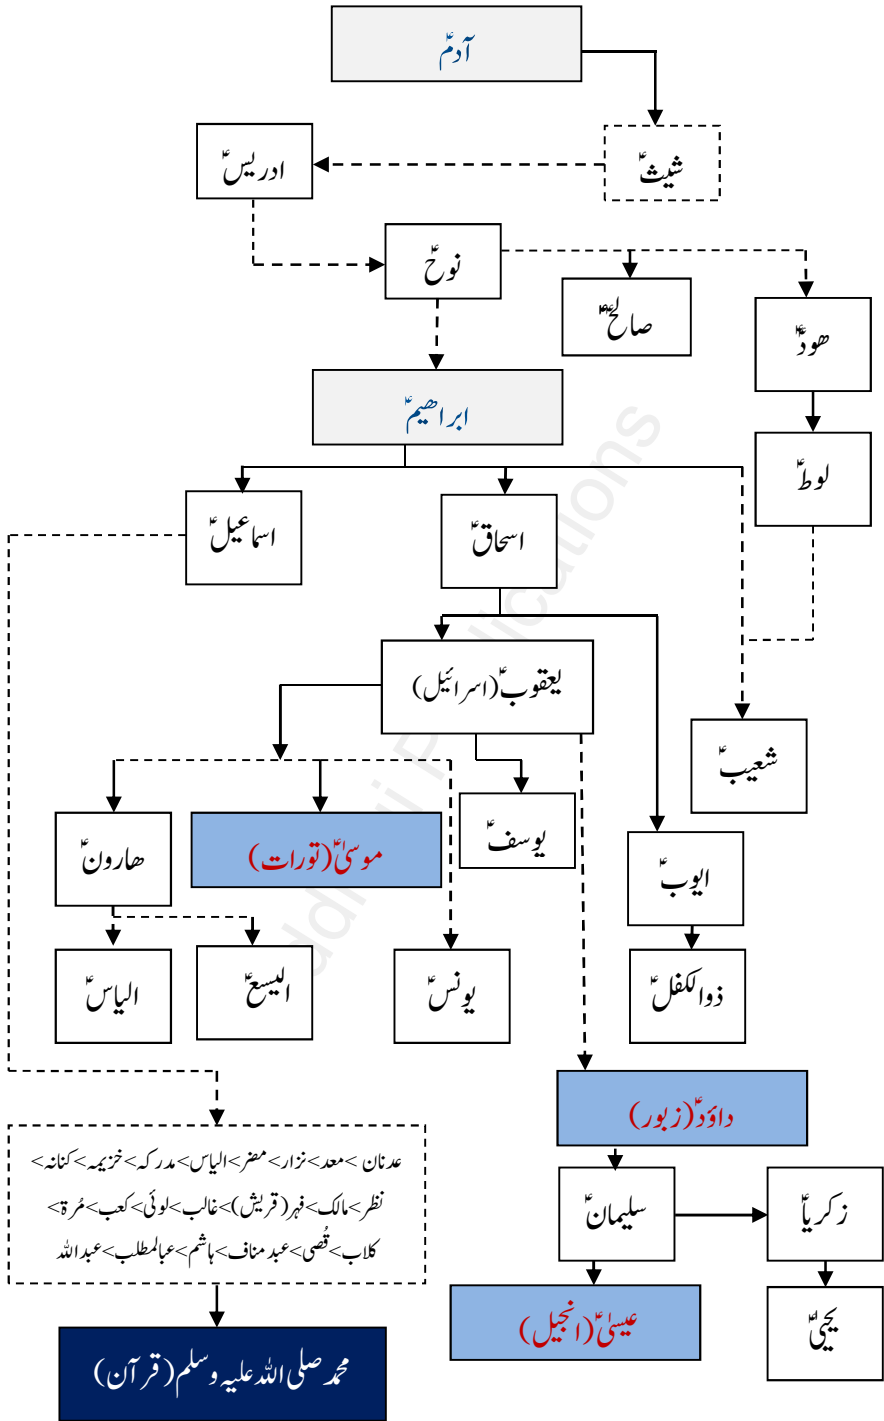 آدمؑ
شیثؑ
ادریسؑ
نوحؑ
صالحؑ
ھودؑ
ابراھیمؑ
لوطؑ
اسماعیلؑ
اسحاقؑ
یعقوبؑ (اسرائیل)
شعیبؑ
ھارونؑ
موسیٰؑ (تورات)
یوسفؑ
ایوبؑ
الیاسؑ
الیسعؑ
یونسؑ
ذوالکفلؑ
داؤدؑ (زبور)
عدنان >معد>نزار>مضر>الیاس>مدرکہ>خزیمہ>کنانہ>
نظر>مالک>فہر(قریش)>غالب>لوئی>کعب>مُرۃ>
کلاب>قُصی>عبد مناف>ہاشم>عبالمطلب>عبداللہ
سلیمانؑ
زکریاؑ
عیسیٰؑ (انجیل)
یحییٰؑ
محمد صلی اللہ علیہ وسلم (قرآن)